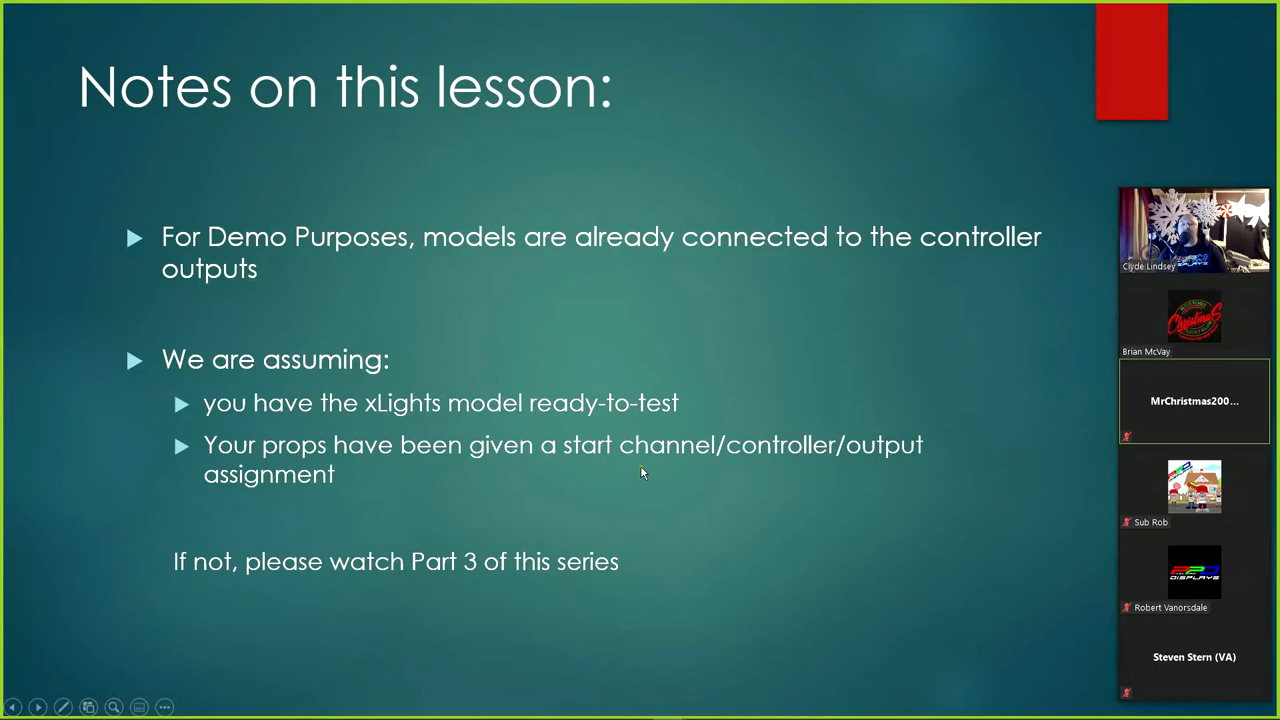 Notes on this lesson:
For Demo Purposes, models are already connected to the controller
outputs
We are assuming:
you have the xLights model ready-to-test
Your props have been given a start channel/controller/output
assignment
If not, please watch Part 3 of this series
Clyde Lindsey
Christmas
Brian McVay
MrChristmas200...
Sub Rob
DISPLAYS
Robert Vanorsdale
Steven Stern (VA)